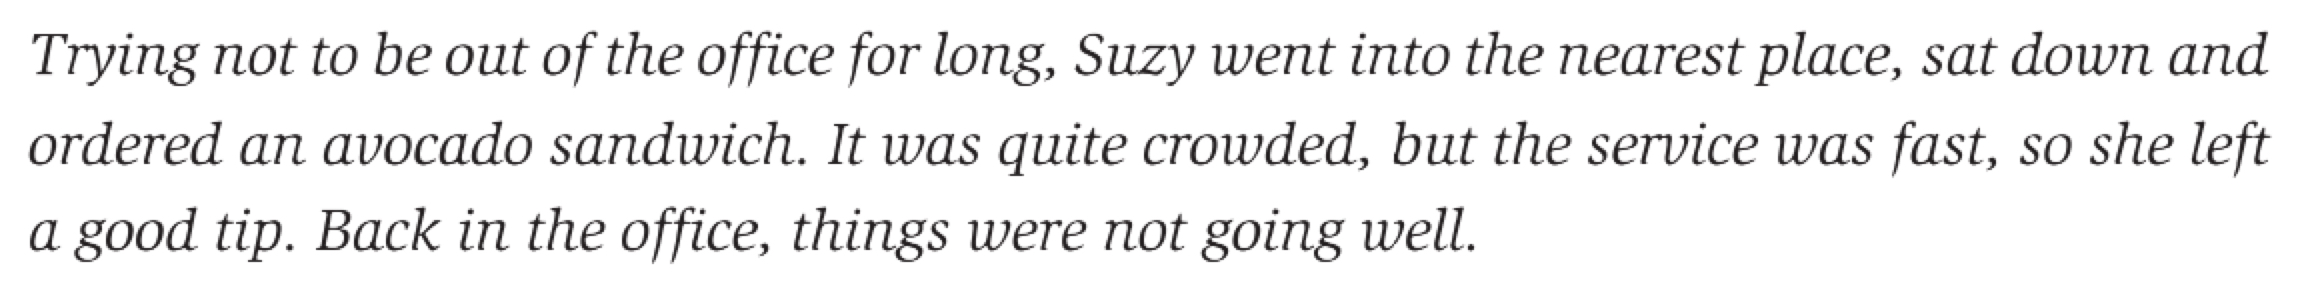 Trying not to be out of the office for long, Suzy went into the nearest place, sat down and
ordered an avocado sandwich. It was quite crowded, but the service was fast, so she left
a good tip. Back in the office, things were not going well.